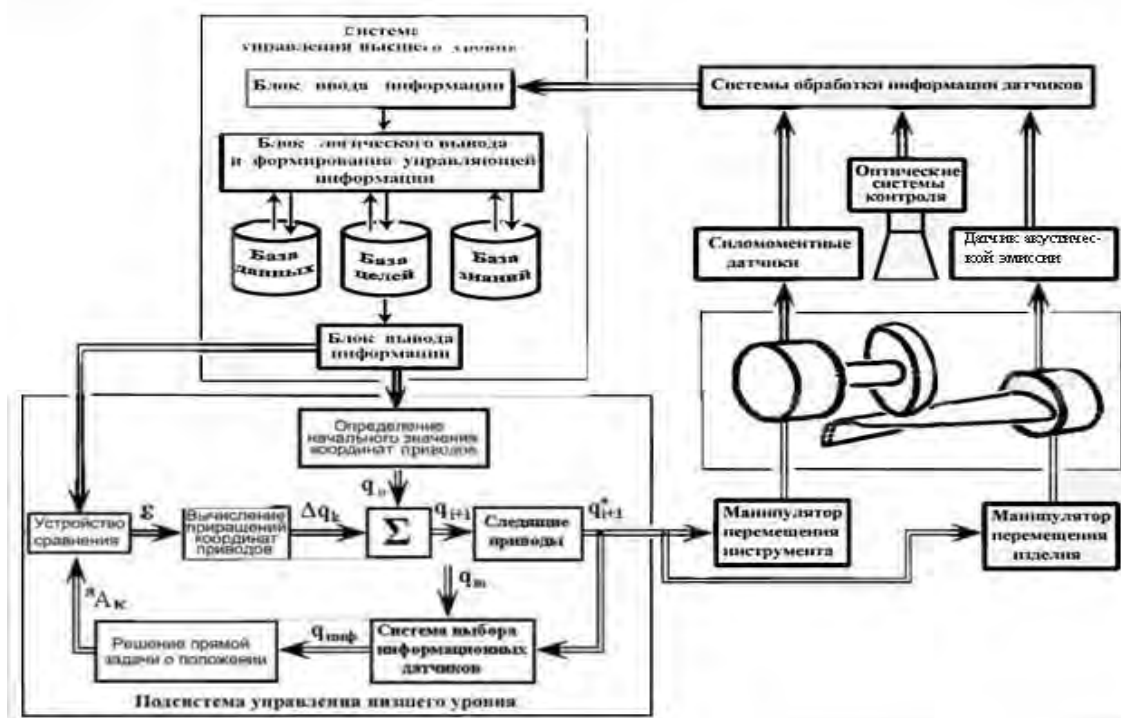 Система
управления высшего уровня
Блок ввода информации
Системы обработки информации датчиков
Блок логического вывода
и формирования управляющей
информации
Оптические
системы
контроля
База
данных
База
целей
База
знаний
Силомоментные
датчики
Датчик акустичес-
кой эмиссии
Блок вывода
информации
Определение
начального значения
координат приводов
q₀
Устройство
сравнения
ε
Вычисление
приращений
координат
приводов
Δqₖ
Σ
qᵢ₊₁
Следящие
приводы
q*ᵢ₊₁
Манипулятор
перемещения
инструмента
Манипулятор
перемещения
изделия
qₘ
Aₖ
Решение прямой
задачи о положении
Система выбора
информационных
датчиков
Подсистема управления низшего уровня